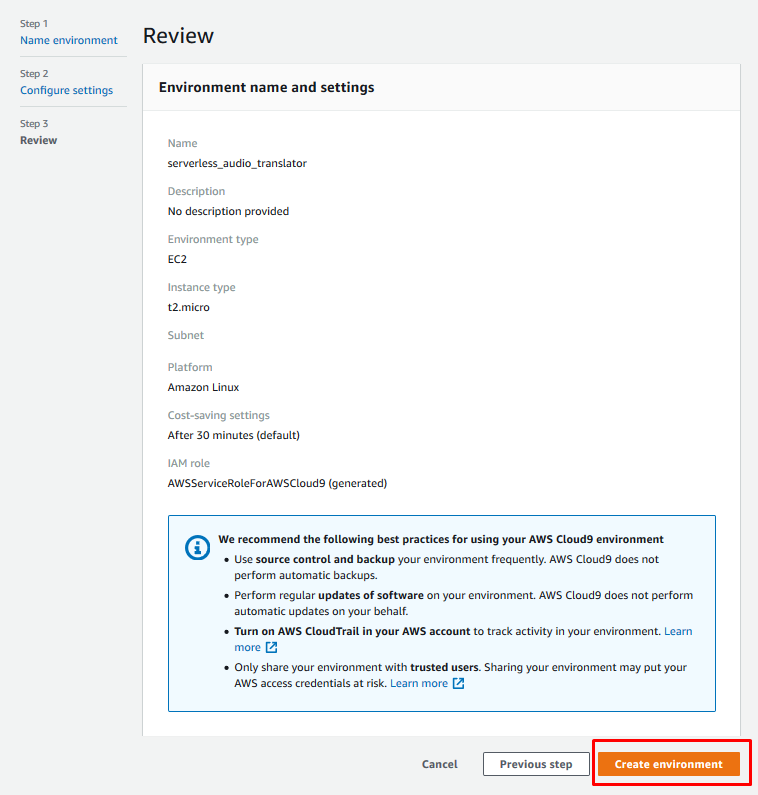 Step 1
Name environment
Step 2
Configure settings
Step 3
Review
Review
Environment name and settings
Name
serverless_audio_translator
Description
No description provided
Environment type
EC2
Instance type
t2.micro
Subnet
Platform
Amazon Linux
Cost-saving settings
After 30 minutes (default)
IAM role
AWSServiceRoleForAWSCloud9 (generated)
We recommend the following best practices for using your AWS Cloud9 environment
• Use source control and backup your environment frequently. AWS Cloud9 does not
perform automatic backups.
• Perform regular updates of software on your environment. AWS Cloud9 does not perform
automatic updates on your behalf.
• Turn on AWS CloudTrail in your AWS account to track activity in your environment. Learn
more
• Only share your environment with trusted users. Sharing your environment may put your
AWS access credentials at risk. Learn more
Cancel
Previous step
Create environment